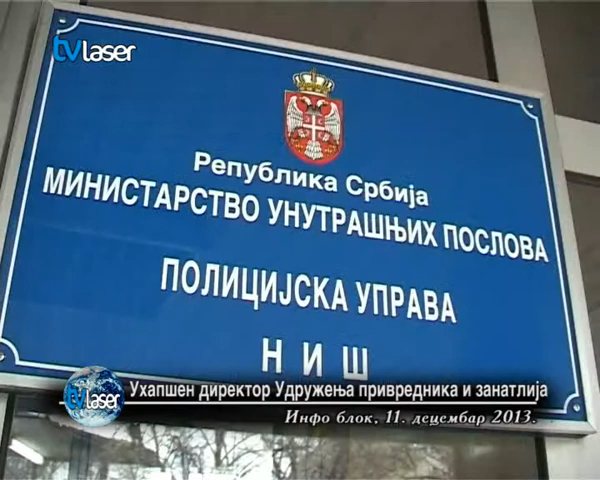 tvlaser
Република Србија
МИНИСТАРСТВО УНУТРАШЊИХ ПОСЛОВА
ПОЛИЦИЈСКА УПРАВА
НИШ
tvlaser
Ухапшен директор Удружења привредника и занатлија
Инфо блок, 11. децембар 2013.